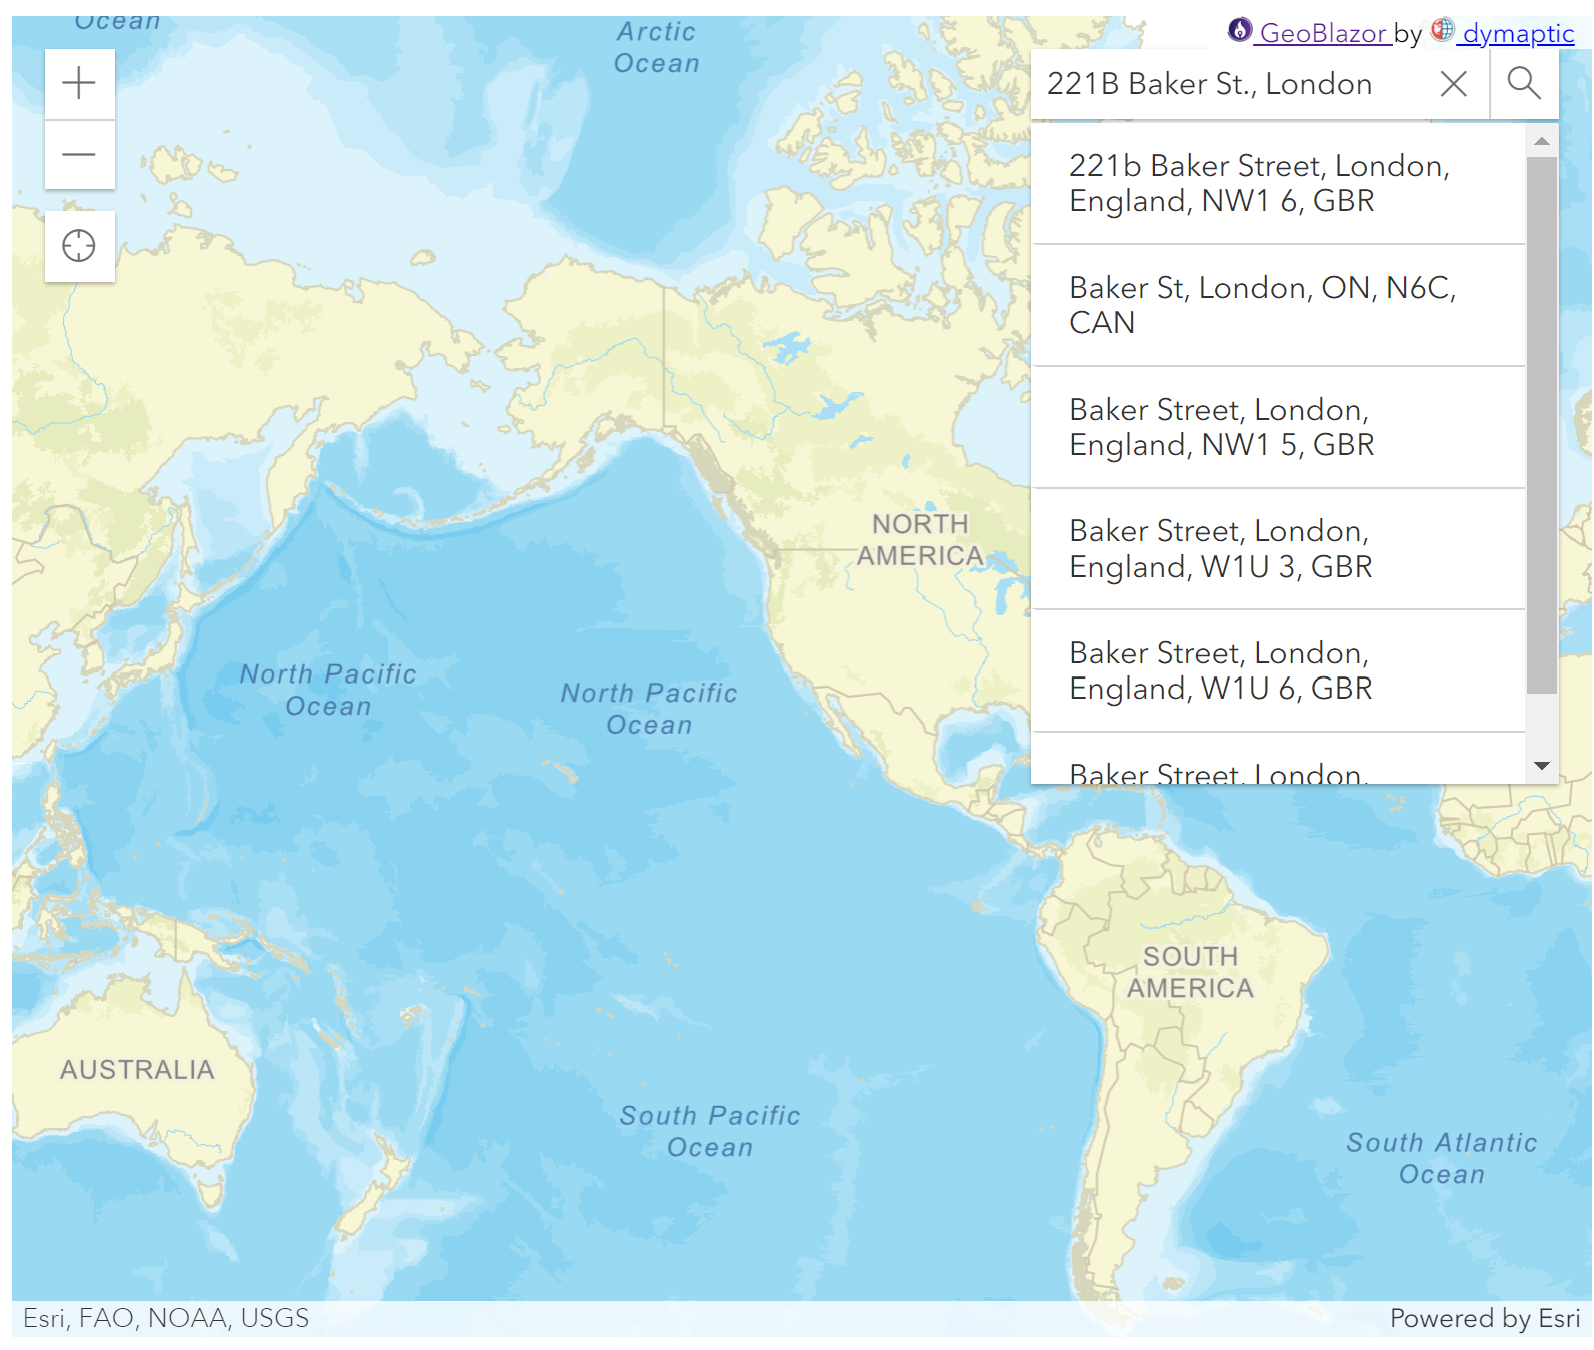 Ocean
Arctic
Ocean
GeoBlazor by dymaptic
221B Baker St., London
221b Baker Street, London,
England, NW1 6, GBR
Baker St, London, ON, N6C,
CAN
Baker Street, London,
England, NW1 5, GBR
Baker Street, London,
England, W1U 3, GBR
Baker Street, London,
England, W1U 6, GBR
Baker Street, London,
NORTH
AMERICA
North Pacific
Ocean
North Pacific
Ocean
SOUTH
AMERICA
AUSTRALIA
South Pacific
Ocean
South Atlantic
Ocean
Esri, FAO, NOAA, USGS
Powered by Esri